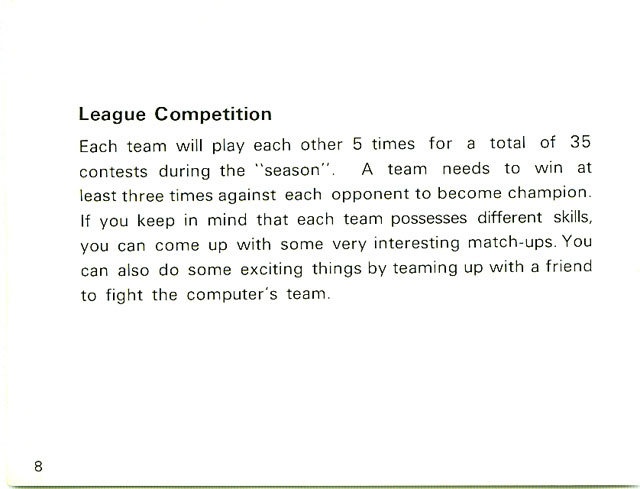 League Competition
Each team will play each other 5 times for a total of 35
contests during the "season". A team needs to win at
least three times against each opponent to become champion.
If you keep in mind that each team possesses different skills,
you can come up with some very interesting match-ups. You
can also do some exciting things by teaming up with a friend
to fight the computer's team.
8